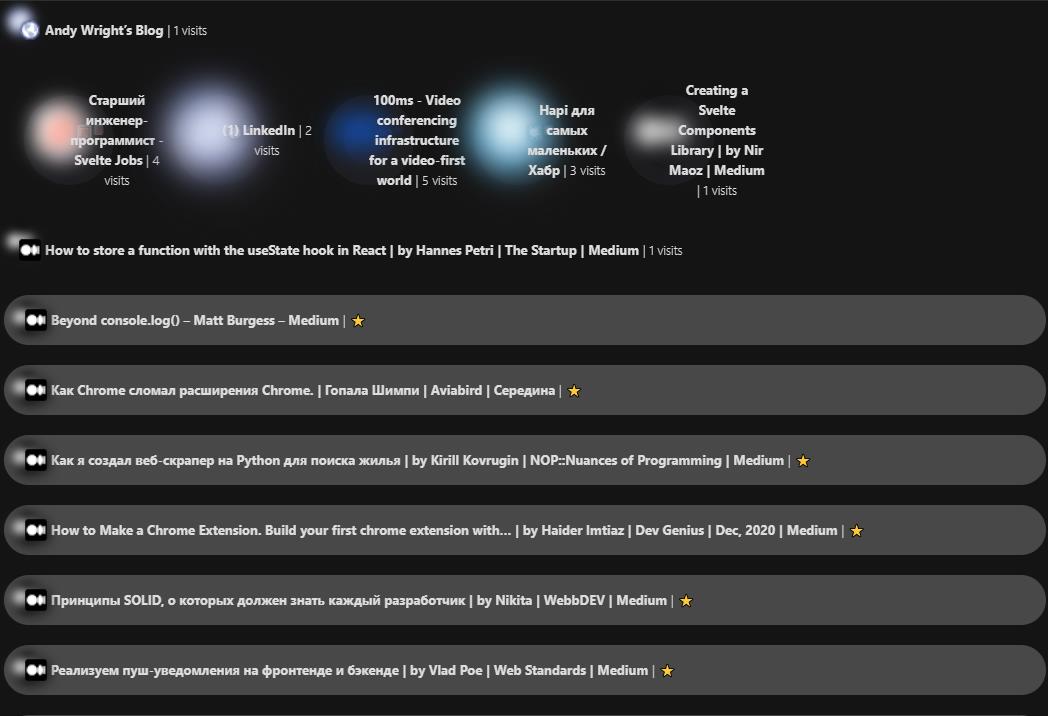 Andy Wright’s Blog | 1 visits
Старший
инженер-
программист -
Svelte Jobs | 4
visits
(1) LinkedIn | 2
visits
100ms - Video
conferencing
infrastructure
for a video-first
world | 5 visits
Hapi для
самых
маленьких /
Хабр | 3 visits
Creating a
Svelte
Components
Library | by Nir
Maoz | Medium
| 1 visits
How to store a function with the useState hook in React | by Hannes Petri | The Startup | Medium | 1 visits
Beyond console.log() – Matt Burgess – Medium | ⭐
Как Chrome сломал расширения Chrome. | Гопала Шимпи | Aviabird | Середина | ⭐
Как я создал веб-скрапер на Python для поиска жилья | by Kirill Kovrugin | NOP::Nuances of Programming | Medium | ⭐
How to Make a Chrome Extension. Build your first chrome extension with… | by Haider Imtiaz | Dev Genius | Dec, 2020 | Medium | ⭐
Принципы SOLID, о которых должен знать каждый разработчик | by Nikita | WebbDEV | Medium | ⭐
Реализуем пуш-уведомления на фронтенде и бэкенде | by Vlad Poe | Web Standards | Medium | ⭐